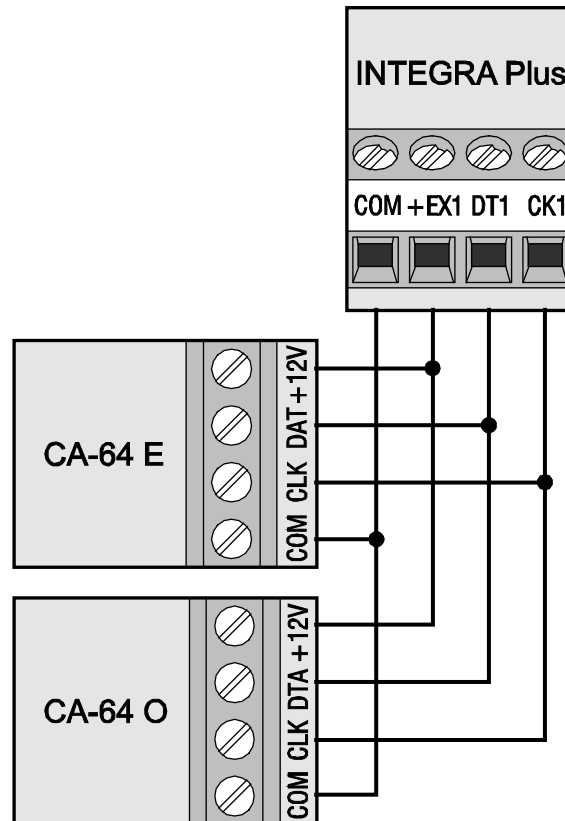 INTEGRA Plus
COM +EX1 DT1 CK1
CA-64 E
+12V
DAT
CLK
COM
CA-64 O
+12V
DTA
CLK
COM